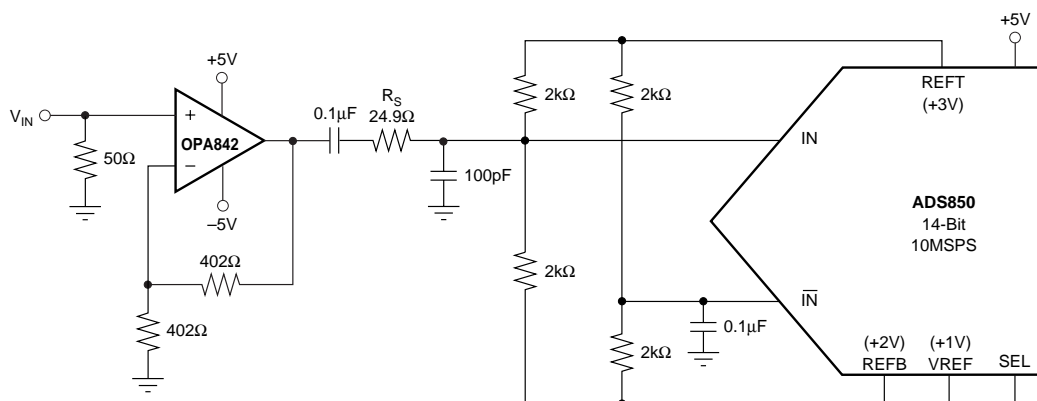 +5V
+5V
REFT
(+3V)
2kΩ
2kΩ
0.1µF
R_S
24.9Ω
V_IN
+
OPA842
−
IN
50Ω
100pF
–5V
ADS850
14-Bit
10MSPS
402Ω
2kΩ
I̅N̅
402Ω
0.1µF
2kΩ
(+2V)
REFB
(+1V)
VREF
SEL